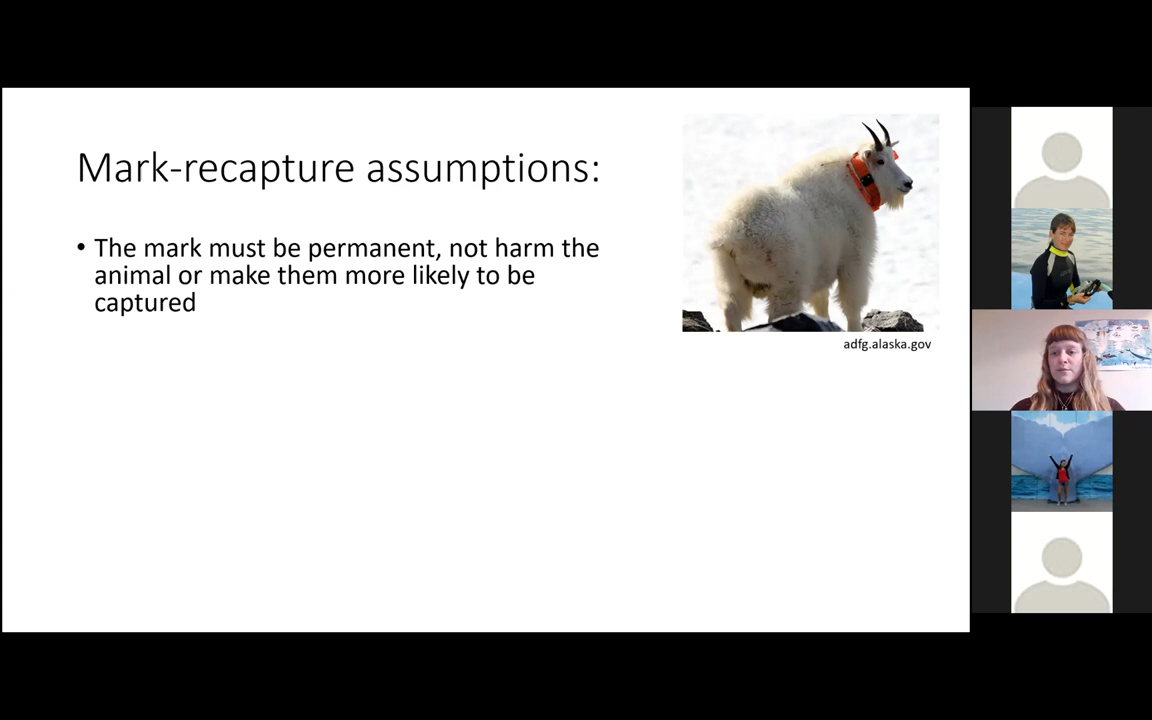 Mark-recapture assumptions:
• The mark must be permanent, not harm the
animal or make them more likely to be
captured
adfg.alaska.gov